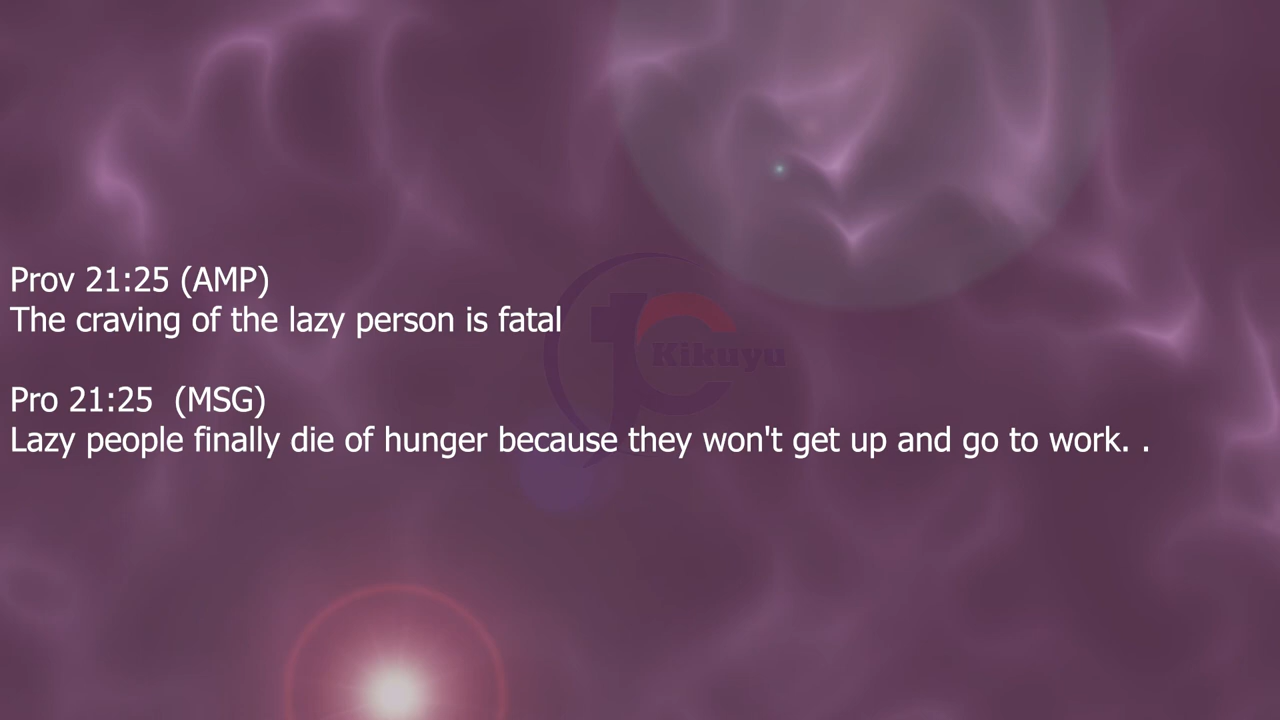 Prov 21:25 (AMP)
The craving of the lazy person is fatal
Pro 21:25  (MSG)
Lazy people finally die of hunger because they won't get up and go to work. .
Kikuyu